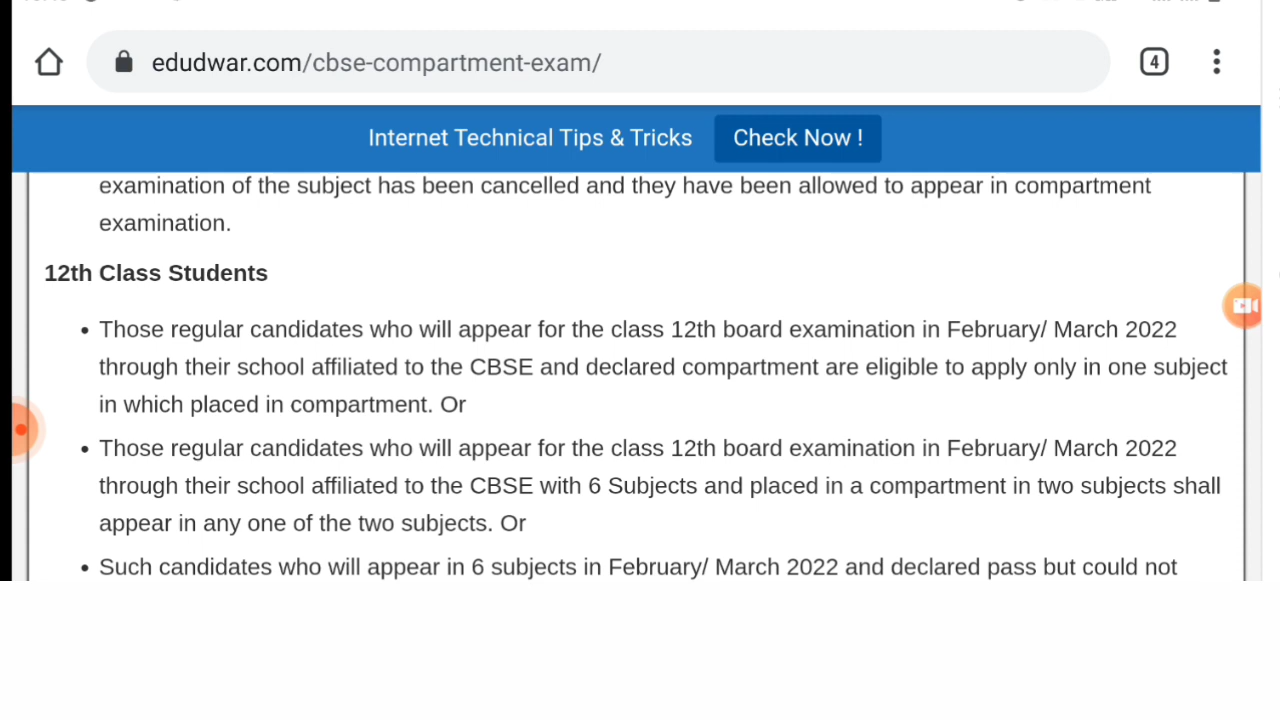 edudwar.com/cbse-compartment-exam/
4
Internet Technical Tips & Tricks Check Now !
examination of the subject has been cancelled and they have been allowed to appear in compartment
examination.
12th Class Students
• Those regular candidates who will appear for the class 12th board examination in February/ March 2022
through their school affiliated to the CBSE and declared compartment are eligible to apply only in one subject
in which placed in compartment. Or
• Those regular candidates who will appear for the class 12th board examination in February/ March 2022
through their school affiliated to the CBSE with 6 Subjects and placed in a compartment in two subjects shall
appear in any one of the two subjects. Or
• Such candidates who will appear in 6 subjects in February/ March 2022 and declared pass but could not